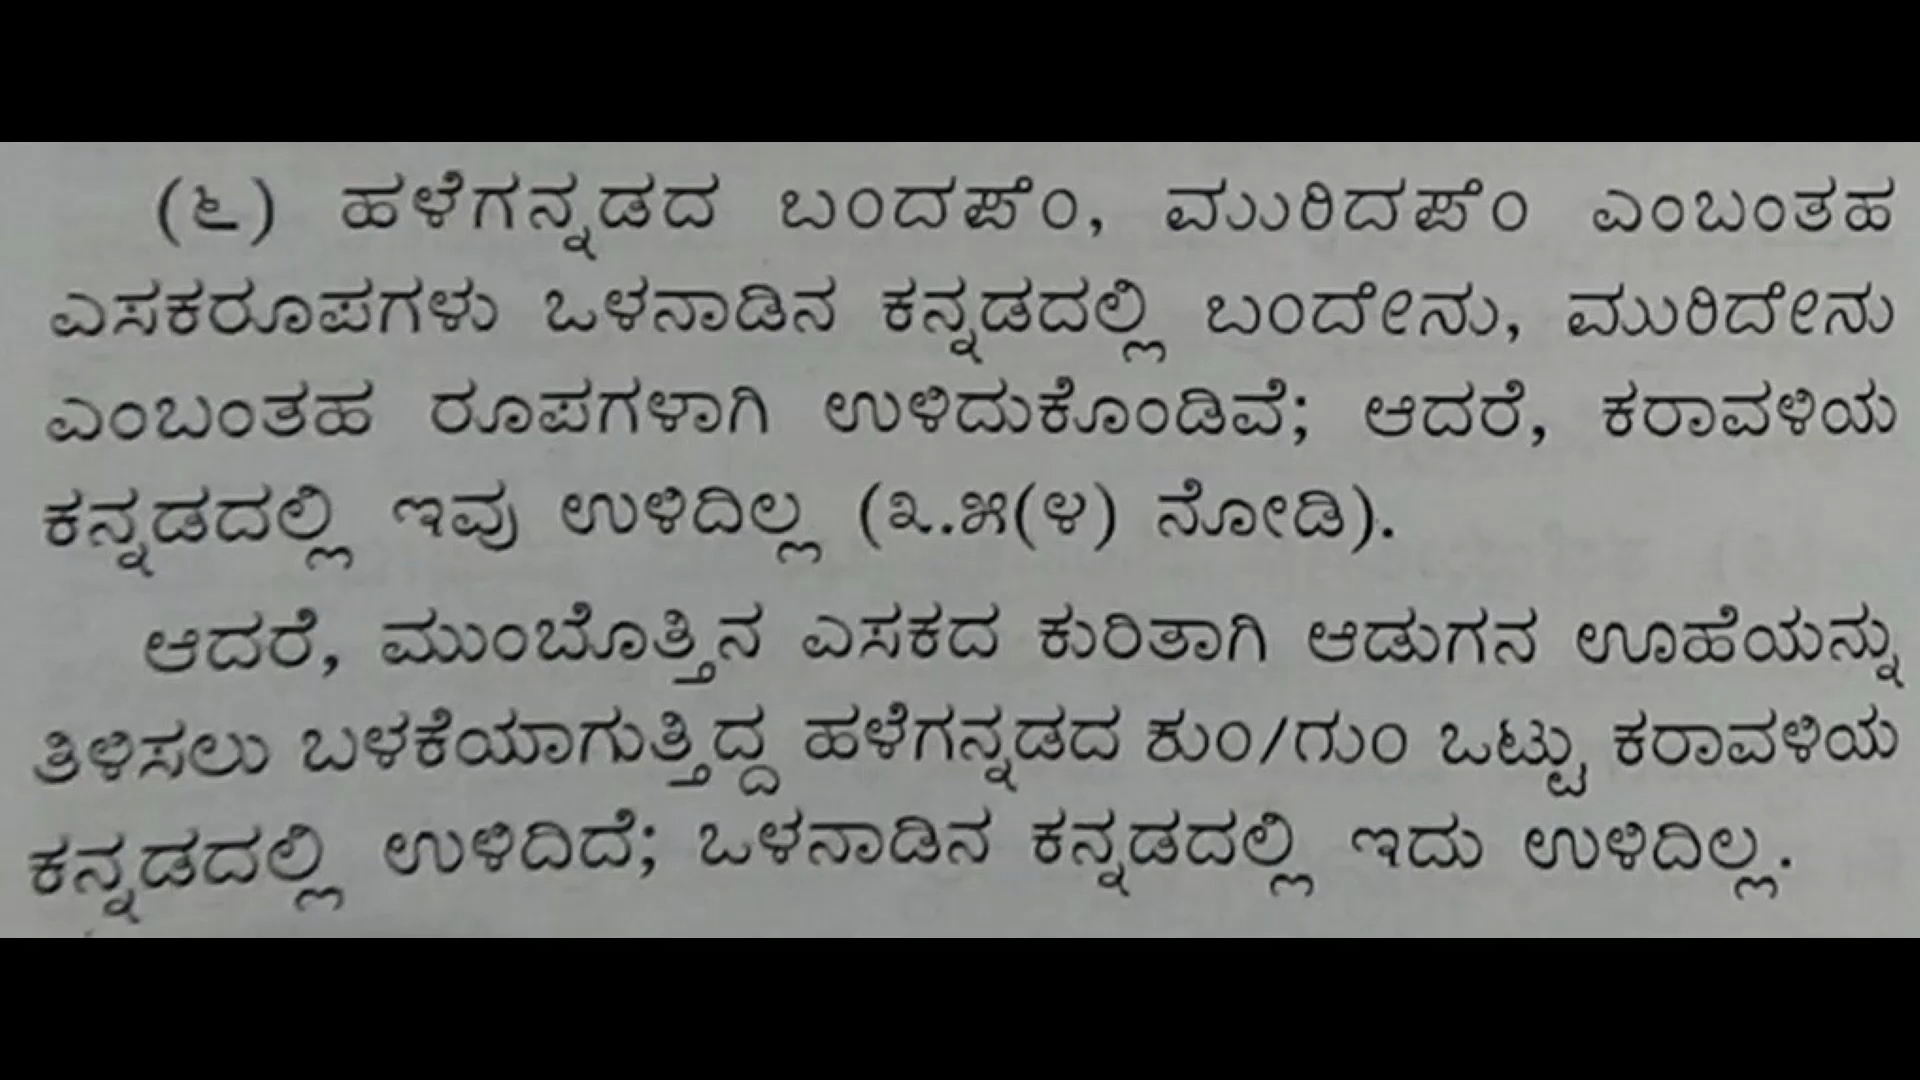 (೬) ಹಳೆಗನ್ನಡದ ಬಂದಪೆಂ, ಮುರಿದಪೆಂ ಎಂಬಂತಹ
ಎಸಕರೂಪಗಳು ಒಳನಾಡಿನ ಕನ್ನಡದಲ್ಲಿ ಬಂದೇನು, ಮುರಿದೇನು
ಎಂಬಂತಹ ರೂಪಗಳಾಗಿ ಉಳಿದುಕೊಂಡಿವೆ; ಆದರೆ, ಕರಾವಳಿಯ
ಕನ್ನಡದಲ್ಲಿ ಇವು ಉಳಿದಿಲ್ಲ (೩.೫(೪) ನೋಡಿ).
ಆದರೆ, ಮುಂಬೊತ್ತಿನ ಎಸಕದ ಕುರಿತಾಗಿ ಆಡುಗನ ಊಹೆಯನ್ನು
ತಿಳಿಸಲು ಬಳಕೆಯಾಗುತ್ತಿದ್ದ ಹಳೆಗನ್ನಡದ ಕುಂ/ಗುಂ ಒಟ್ಟು ಕರಾವಳಿಯ
ಕನ್ನಡದಲ್ಲಿ ಉಳಿದಿದೆ; ಒಳನಾಡಿನ ಕನ್ನಡದಲ್ಲಿ ಇದು ಉಳಿದಿಲ್ಲ.